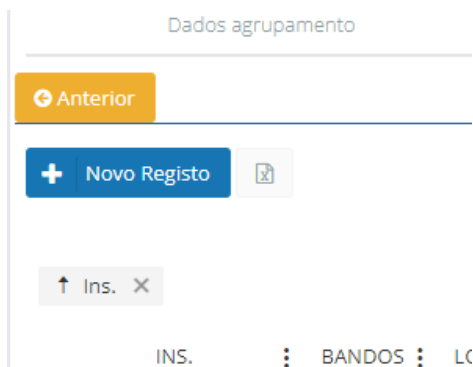 Dados agrupamento
Anterior
Novo Registo
Ins.
INS. BANDOS